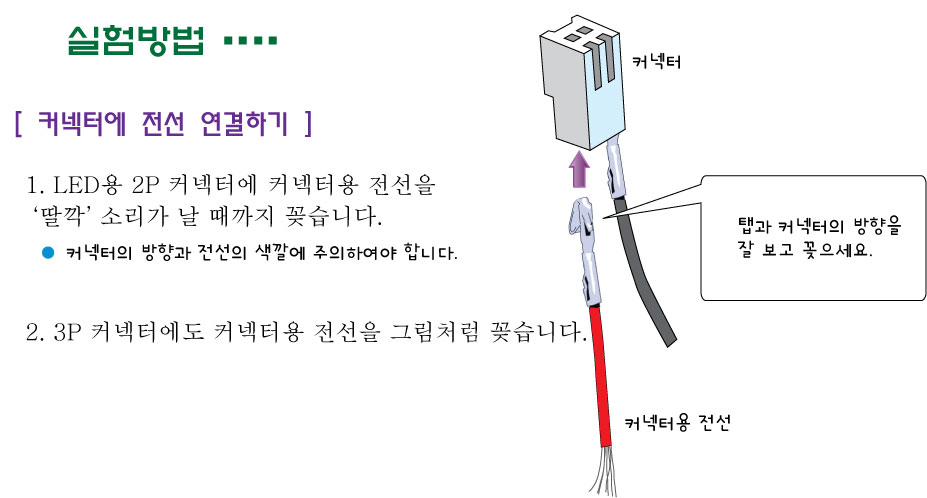 실험방법 ••••
[ 커넥터에 전선 연결하기 ]
1. LED용 2P 커넥터에 커넥터용 전선을
‘딸깍’ 소리가 날 때까지 꽂습니다.
● 커넥터의 방향과 전선의 색깔에 주의하여야 합니다.
2. 3P 커넥터에도 커넥터용 전선을 그림처럼 꽂습니다.
커넥터
탭과 커넥터의 방향을
잘 보고 꽂으세요.
커넥터용 전선